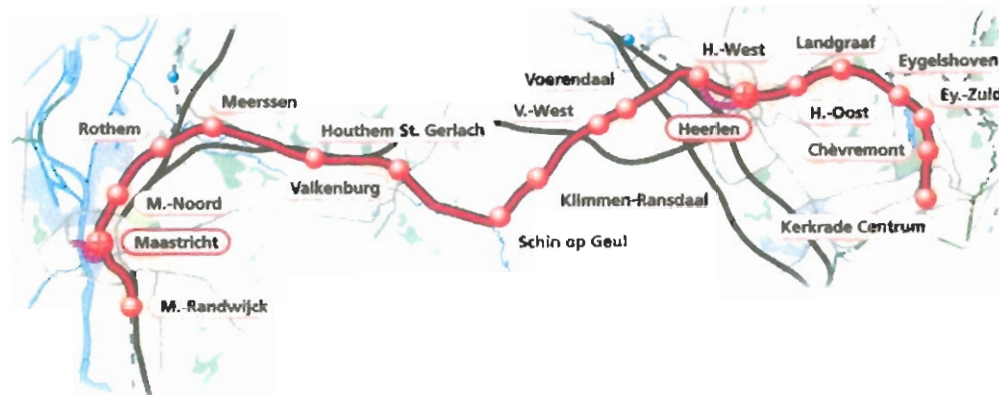 H.-West
Landgraaf
Eygelshoven
Voerendaal
Ey.-Zuid
Meerssen
V.-West
H.-Oost
Rothem
Houthem St. Gerlach
Heerlen
Chèvremont
Valkenburg
M.-Noord
Klimmen-Ransdaal
Kerkrade Centrum
Maastricht
Schin op Geul
M.-Randwijck